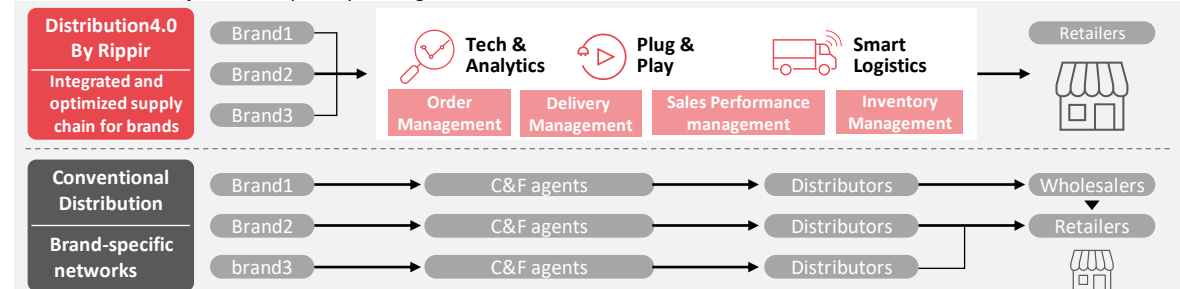 Distribution4.0
By Rippir
Integrated and
optimized supply
chain for brands
Brand1
Brand2
Brand3
Tech &
Analytics
Plug &
Play
Smart
Logistics
Order
Management
Delivery
Management
Sales Performance
management
Inventory
Management
Retailers
Conventional
Distribution
Brand-specific
networks
Brand1
C&F agents
Distributors
Wholesalers
Brand2
C&F agents
Distributors
Retailers
brand3
C&F agents
Distributors